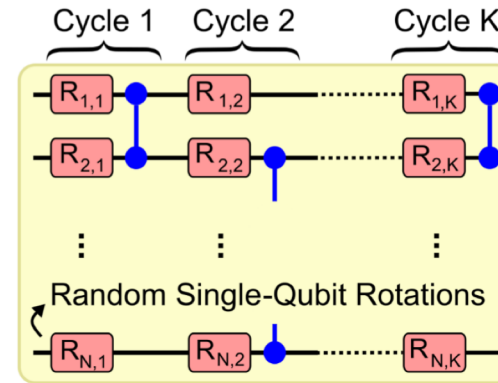 Cycle 1 Cycle 2 Cycle K
R1,1 R1,2 R1,K
R2,1 R2,2 R2,K
Random Single-Qubit Rotations
RN,1 RN,2 RN,K